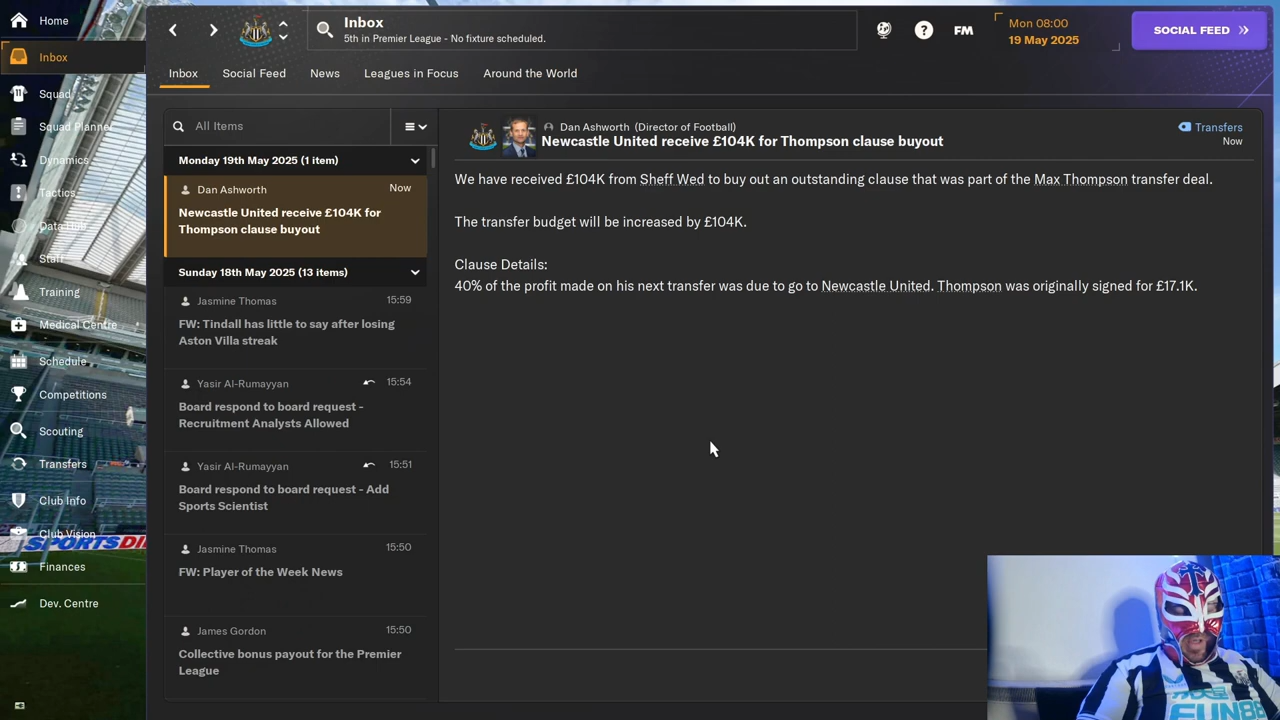 Home
Inbox
Squad
Squad Planner
Dynamics
Tactics
Data Hub
Staff
Training
Medical Centre
Schedule
Competitions
Scouting
Transfers
Club Info
Club Vision
Finances
Dev. Centre
SPORTSDI
Inbox
5th in Premier League - No fixture scheduled.
?
FM
Mon 08:00
19 May 2025
SOCIAL FEED
Inbox
Social Feed
News
Leagues in Focus
Around the World
All Items
Monday 19th May 2025 (1 item)
Dan Ashworth
Now
Newcastle United receive £104K for
Thompson clause buyout
Sunday 18th May 2025 (13 items)
Jasmine Thomas
15:59
FW: Tindall has little to say after losing
Aston Villa streak
Yasir Al-Rumayyan
15:54
Board respond to board request -
Recruitment Analysts Allowed
Yasir Al-Rumayyan
15:51
Board respond to board request - Add
Sports Scientist
Jasmine Thomas
15:50
FW: Player of the Week News
James Gordon
15:50
Collective bonus payout for the Premier
League
Dan Ashworth (Director of Football)
Newcastle United receive £104K for Thompson clause buyout
Transfers
Now
We have received £104K from Sheff Wed to buy out an outstanding clause that was part of the Max Thompson transfer deal.
The transfer budget will be increased by £104K.
Clause Details:
40% of the profit made on his next transfer was due to go to Newcastle United. Thompson was originally signed for £17.1K.
FUN88